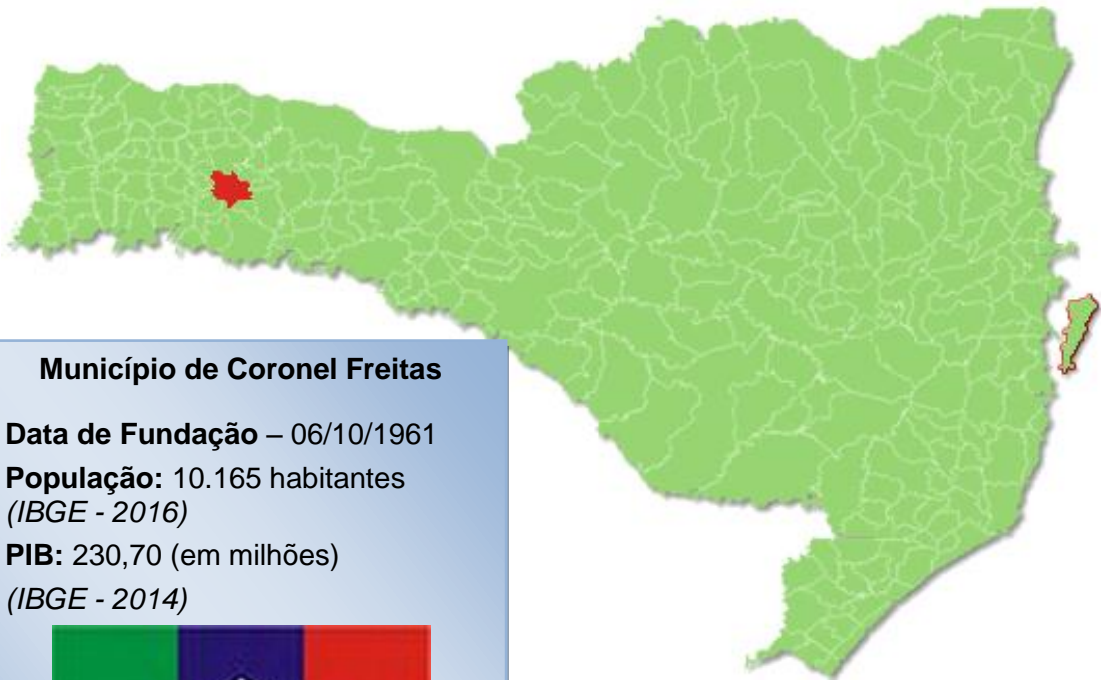 Município de Coronel Freitas
Data de Fundação – 06/10/1961
População: 10.165 habitantes
(IBGE - 2016)
PIB: 230,70 (em milhões)
(IBGE - 2014)